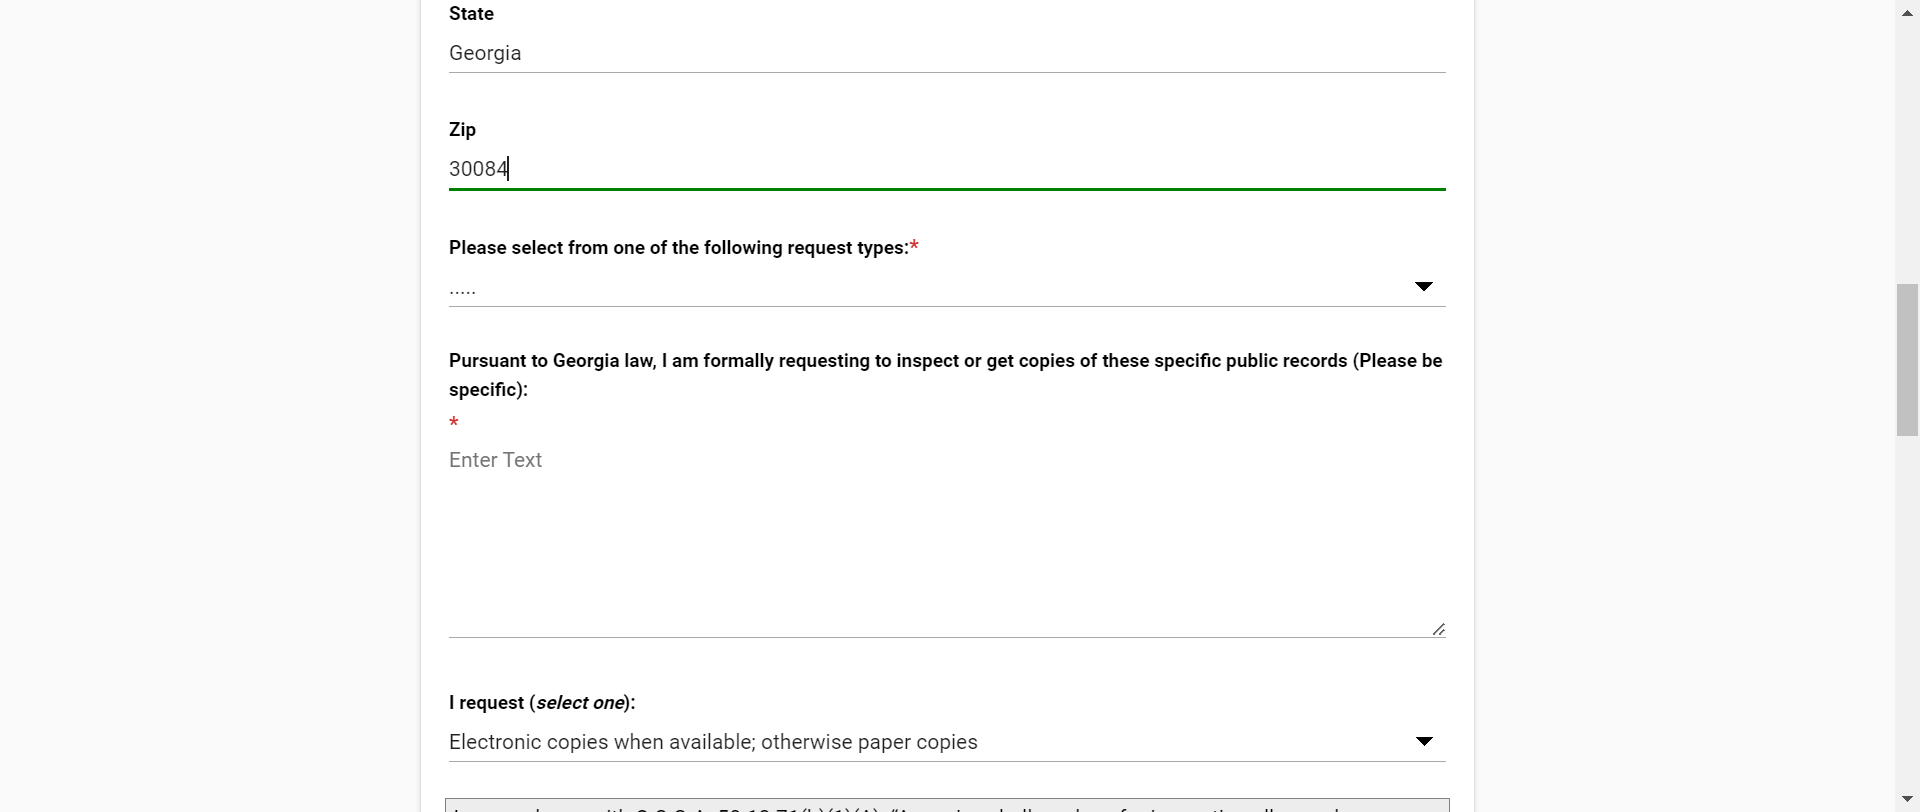 State
Georgia
Zip
30084
Please select from one of the following request types:*
.....
Pursuant to Georgia law, I am formally requesting to inspect or get copies of these specific public records (Please be
specific):
*
Enter Text
I request (select one):
Electronic copies when available; otherwise paper copies